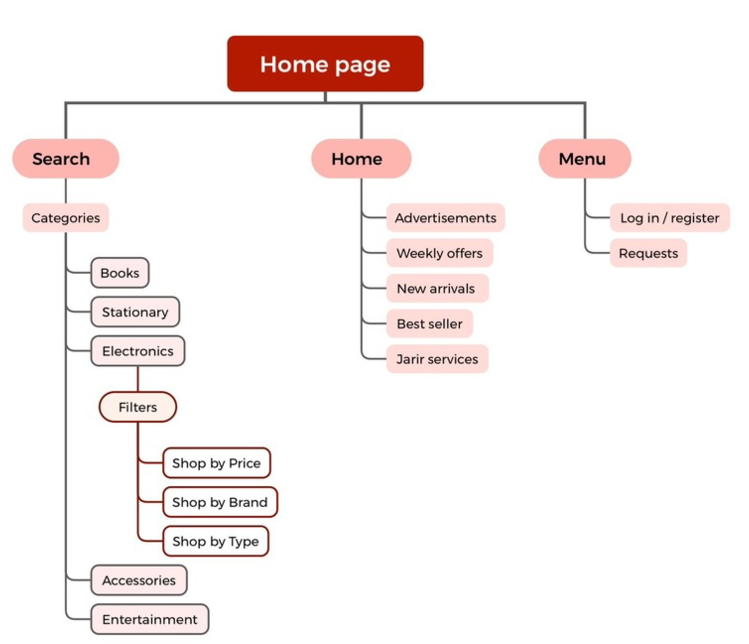 Home page
Search
Home
Menu
Categories
Advertisements
Log in / register
Weekly offers
Requests
Books
New arrivals
Stationary
Best seller
Electronics
Jarir services
Filters
Shop by Price
Shop by Brand
Shop by Type
Accessories
Entertainment